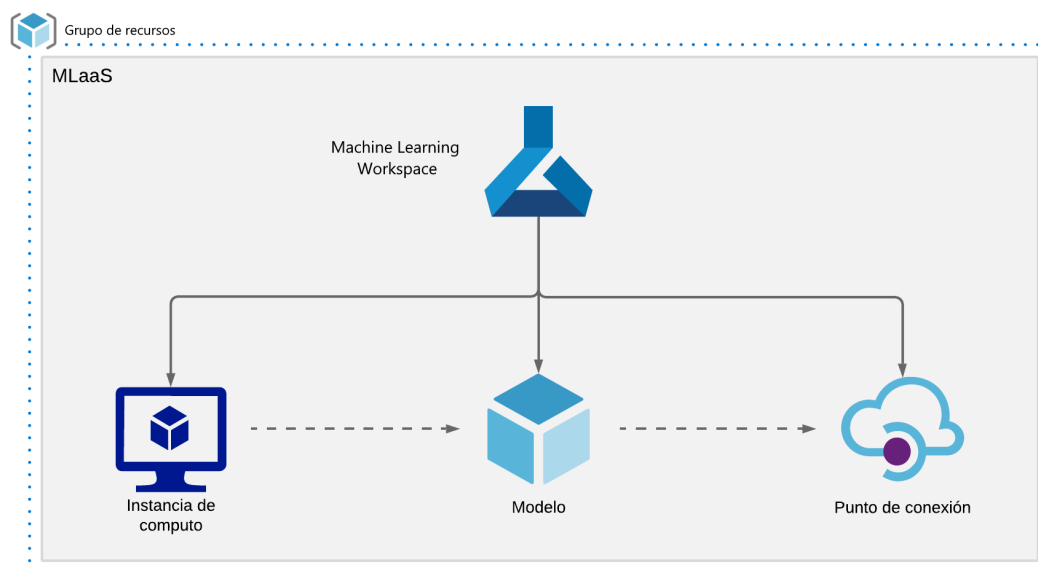 Grupo de recursos
MLaaS
Machine Learning
Workspace
Instancia de
computo
Modelo
Punto de conexión